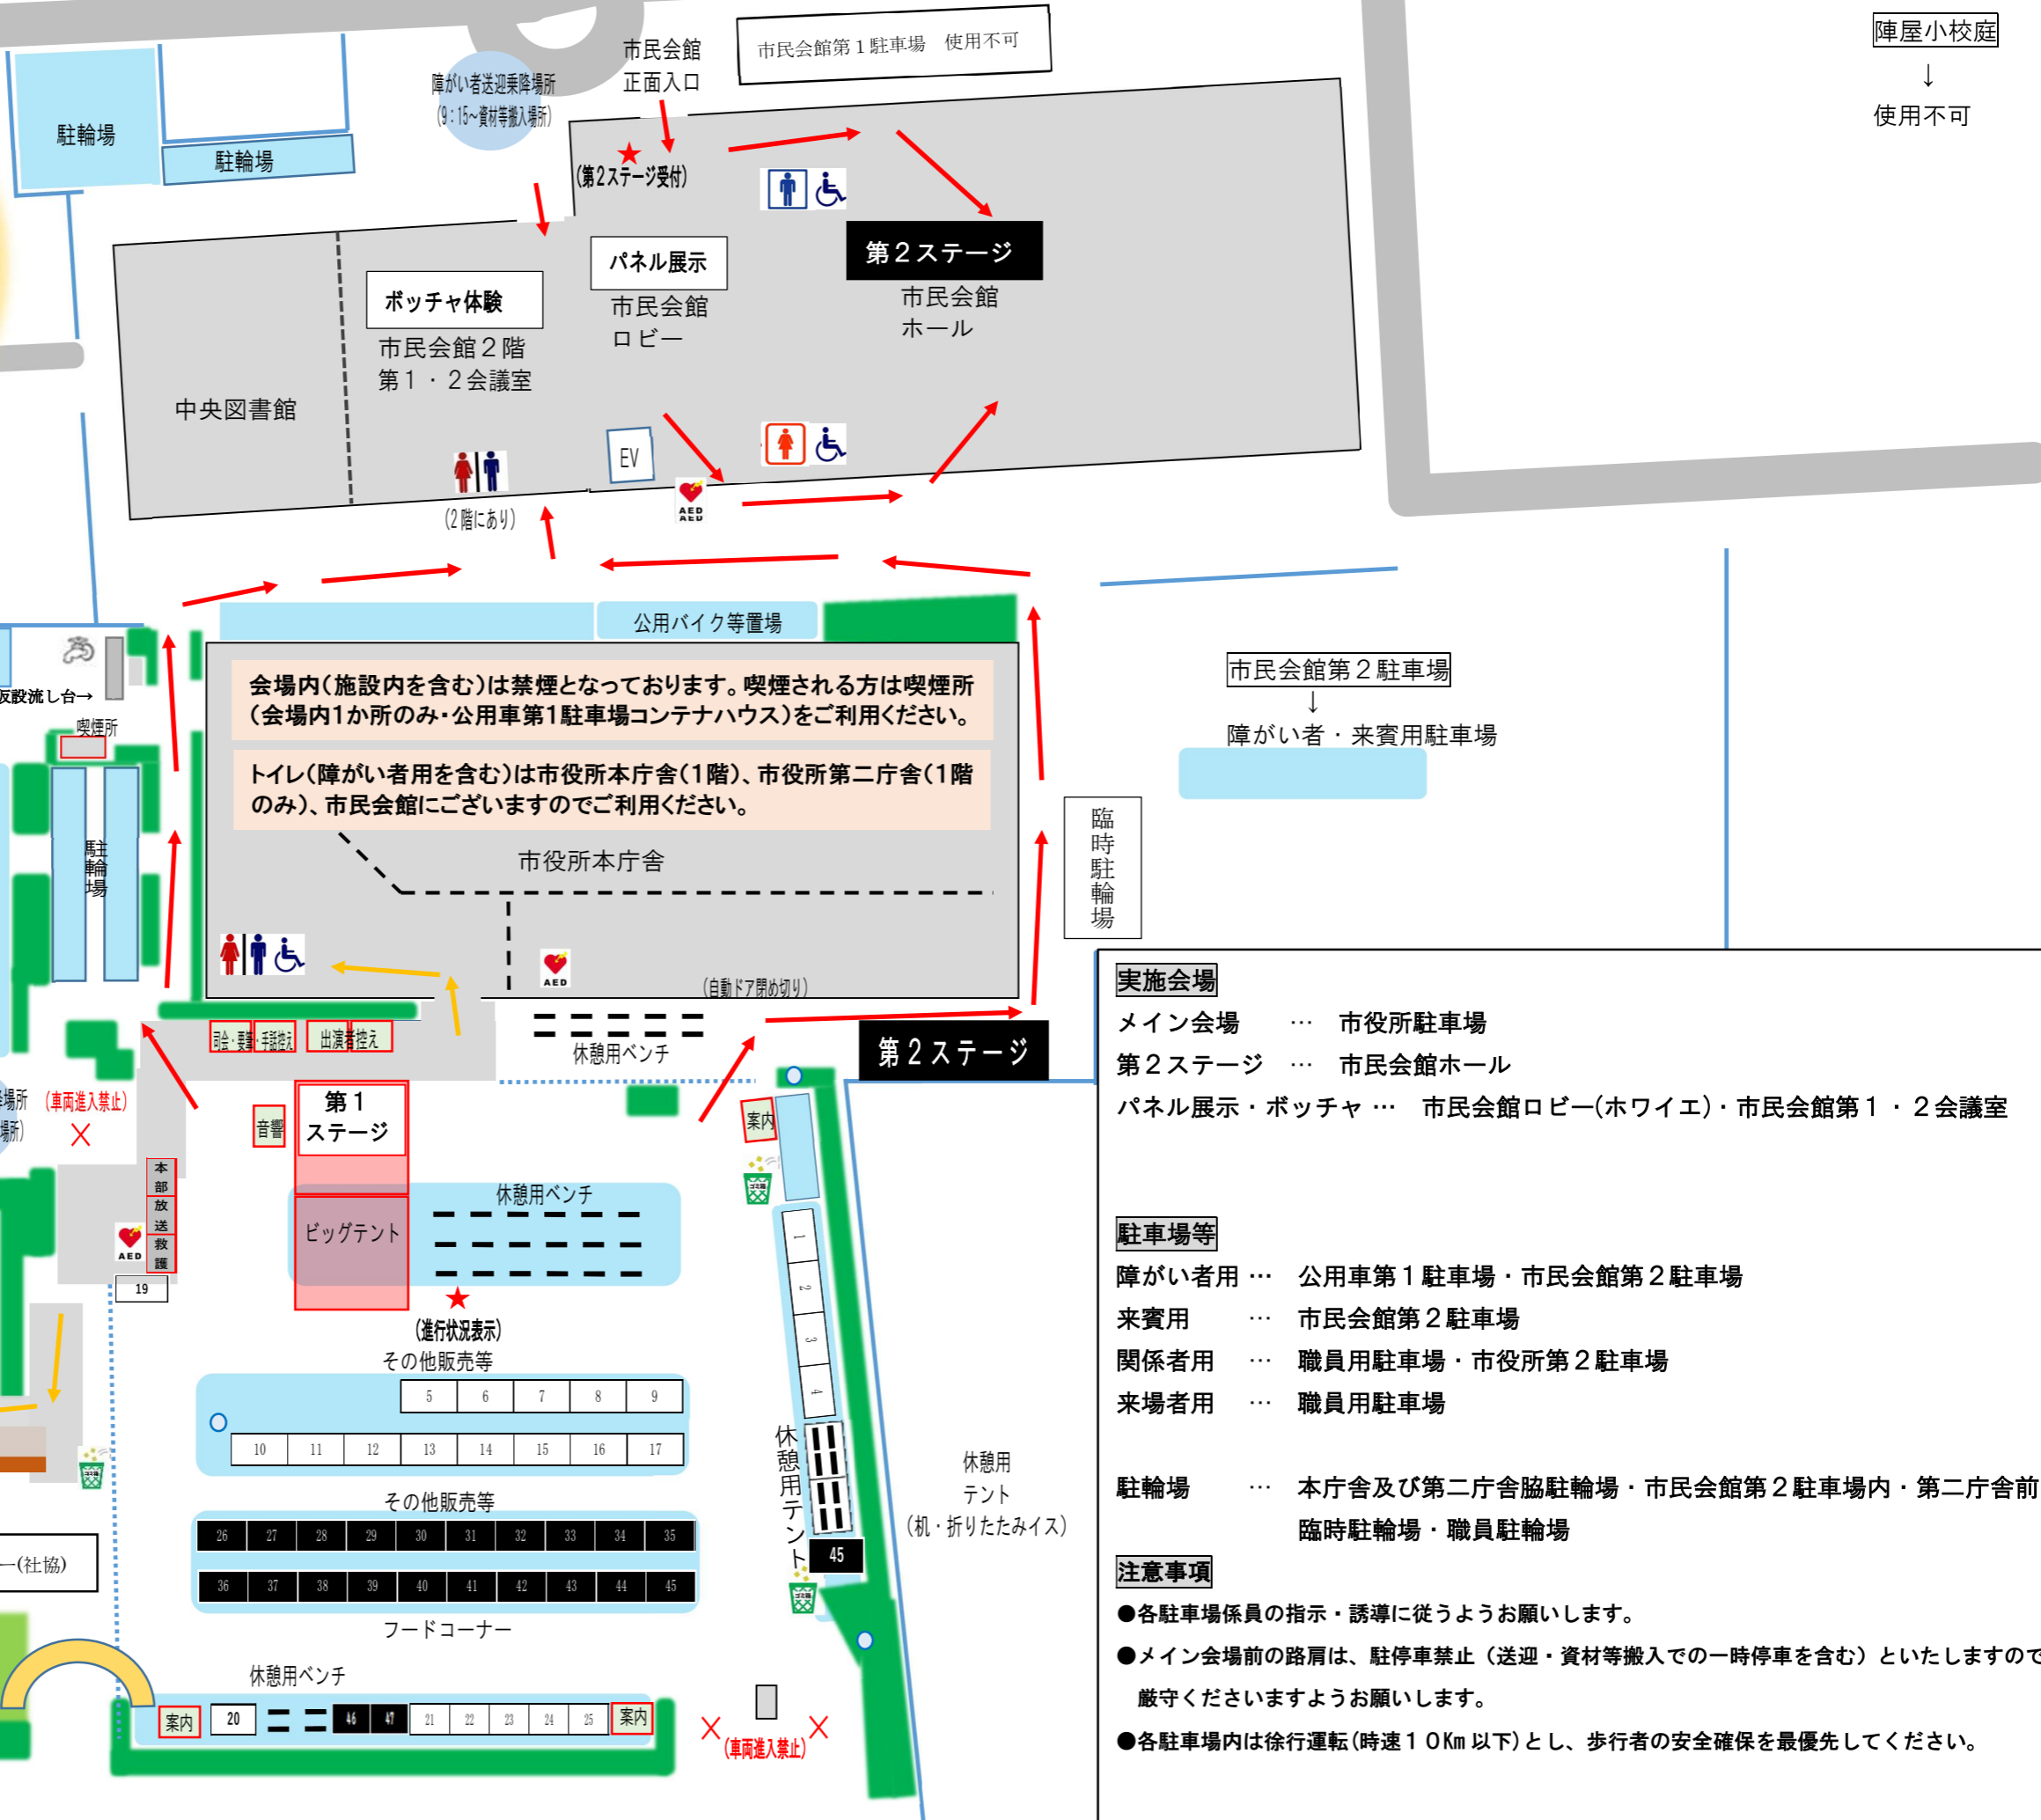 陣屋小校庭
↓
使用不可
市民会館第１駐車場　使用不可
市民会館
正面入口
障がい者送迎乗降場所
(9：15～資材等搬入場所)
駐輪場
駐輪場
(第2ステージ受付)
パネル展示
市民会館
ロビー
第２ステージ
市民会館
ホール
ボッチャ体験
市民会館２階
第１・２会議室
中央図書館
EV
AED
AED
(2階にあり)
公用バイク等置場
会場内（施設内を含む）は禁煙となっております。喫煙される方は喫煙所
（会場内1か所のみ・公用車第1駐車場コンテナハウス）をご利用ください。
トイレ（障がい者用を含む）は市役所本庁舎（1階）、市役所第二庁舎（1階
のみ）、市民会館にございますのでご利用ください。
市役所本庁舎
AED
（自動ドア閉め切り）
仮設流し台→
喫煙所
駐輪場
市民会館第２駐車場
↓
障がい者・来賓用駐車場
臨時駐輪場
司会・要筆・手話控え
出演者控え
休憩用ベンチ
第２ステージ
場所
場所)
（車両進入禁止）
音響
第１
ステージ
案内
ゴミ箱
本部
放送
救護
AED
19
ビッグテント
休憩用ベンチ
(進行状況表示)
その他販売等
5 6 7 8 9
10 11 12 13 14 15 16 17
その他販売等
26 27 28 29 30 31 32 33 34 35
36 37 38 39 40 41 42 43 44 45
フードコーナー
1
2
3
4
休憩用テント
45
ゴミ箱
休憩用
テント
（机・折りたたみイス）
ゴミ箱
ー(社協)
休憩用ベンチ
案内 20 46 47 21 22 23 24 25 案内
（車両進入禁止）
実施会場
メイン会場　…　市役所駐車場
第２ステージ　…　市民会館ホール
パネル展示・ボッチャ …　市民会館ロビー(ホワイエ)・市民会館第１・２会議室
駐車場等
障がい者用 …　公用車第１駐車場・市民会館第２駐車場
来賓用　…　市民会館第２駐車場
関係者用　…　職員用駐車場・市役所第２駐車場
来場者用　…　職員用駐車場
駐輪場　…　本庁舎及び第二庁舎脇駐輪場・市民会館第２駐車場内・第二庁舎前
臨時駐輪場・職員駐輪場
注意事項
●各駐車場係員の指示・誘導に従うようお願いします。
●メイン会場前の路肩は、駐停車禁止（送迎・資材等搬入での一時停車を含む）といたしますので
厳守くださいますようお願いします。
●各駐車場内は徐行運転(時速１０Km 以下)とし、歩行者の安全確保を最優先してください。